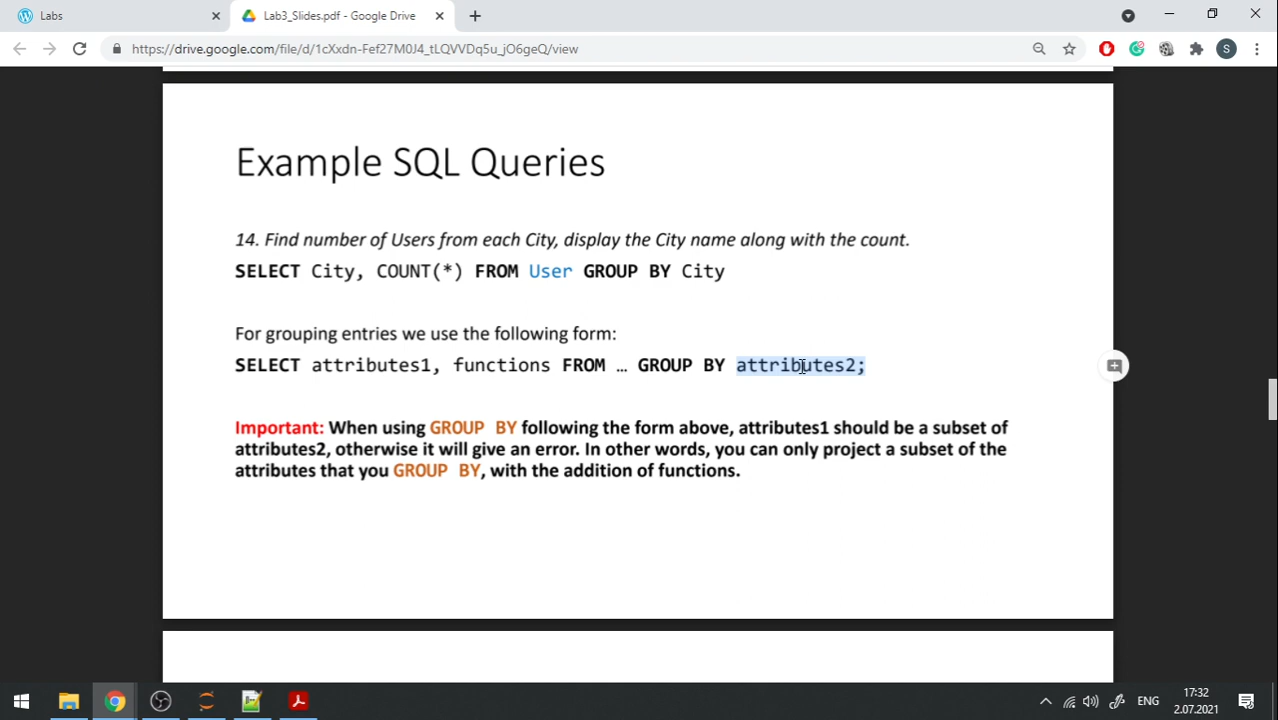 Labs
Lab3_Slides.pdf - Google Drive
https://drive.google.com/file/d/1cXxdn-Fef27M0J4_tLQVVDq5u_jO6geQ/view
S
Example SQL Queries
14. Find number of Users from each City, display the City name along with the count.
SELECT City, COUNT(*) FROM User GROUP BY City
For grouping entries we use the following form:
SELECT attributes1, functions FROM … GROUP BY attributes2;
Important: When using GROUP BY following the form above, attributes1 should be a subset of
attributes2, otherwise it will give an error. In other words, you can only project a subset of the
attributes that you GROUP BY, with the addition of functions.
ENG
17:32
2.07.2021